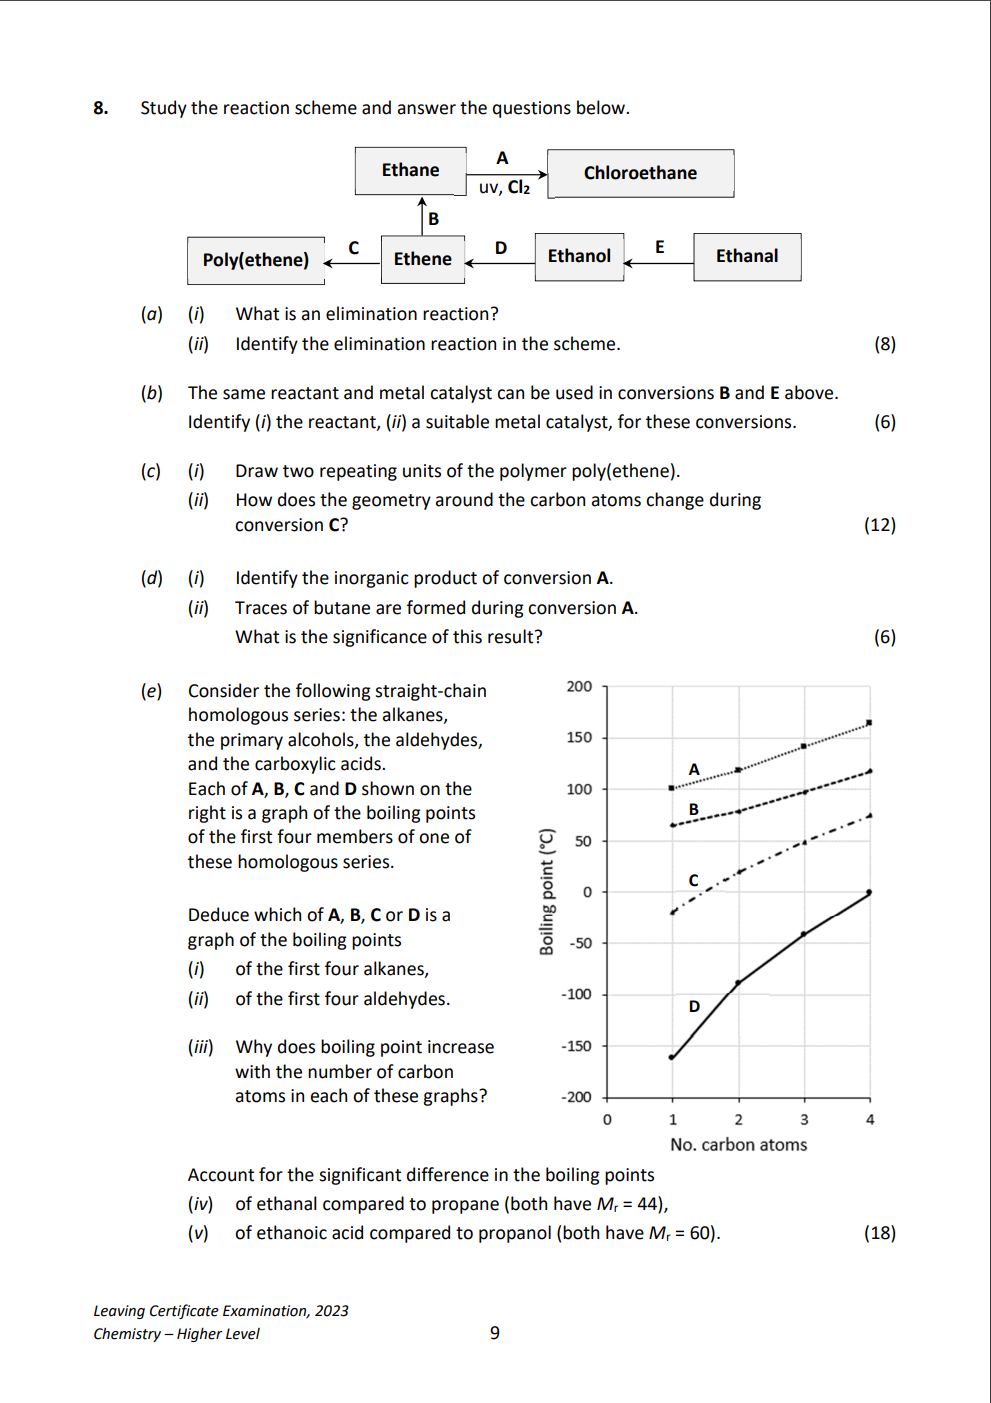 8. Study the reaction scheme and answer the questions below.
Ethane
A
uv, Cl₂
Chloroethane
B
Poly(ethene)
C
Ethene
D
Ethanol
E
Ethanal
(a) (i) What is an elimination reaction?
(ii) Identify the elimination reaction in the scheme. (8)
(b) The same reactant and metal catalyst can be used in conversions B and E above.
Identify (i) the reactant, (ii) a suitable metal catalyst, for these conversions. (6)
(c) (i) Draw two repeating units of the polymer poly(ethene).
(ii) How does the geometry around the carbon atoms change during
conversion C? (12)
(d) (i) Identify the inorganic product of conversion A.
(ii) Traces of butane are formed during conversion A.
What is the significance of this result? (6)
(e) Consider the following straight-chain
homologous series: the alkanes,
the primary alcohols, the aldehydes,
and the carboxylic acids.
Each of A, B, C and D shown on the
right is a graph of the boiling points
of the first four members of one of
these homologous series.
Deduce which of A, B, C or D is a
graph of the boiling points
(i) of the first four alkanes,
(ii) of the first four aldehydes.
(iii) Why does boiling point increase
with the number of carbon
atoms in each of these graphs?
Boiling point (°C)
200
150
100
50
0
-50
-100
-150
-200
A
B
C
D
0 1 2 3 4
No. carbon atoms
Account for the significant difference in the boiling points
(iv) of ethanal compared to propane (both have Mᵣ = 44),
(v) of ethanoic acid compared to propanol (both have Mᵣ = 60). (18)
Leaving Certificate Examination, 2023
Chemistry – Higher Level
9